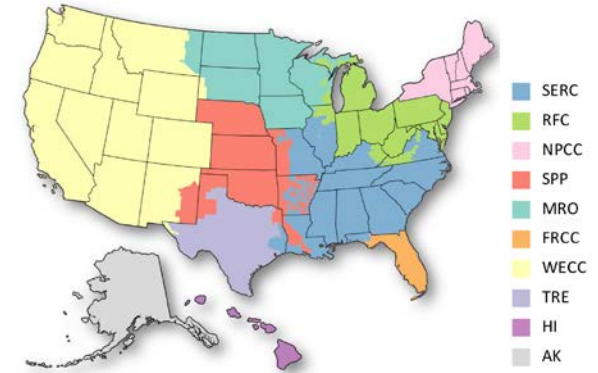 SERC
RFC
NPCC
SPP
MRO
FRCC
WECC
TRE
HI
AK